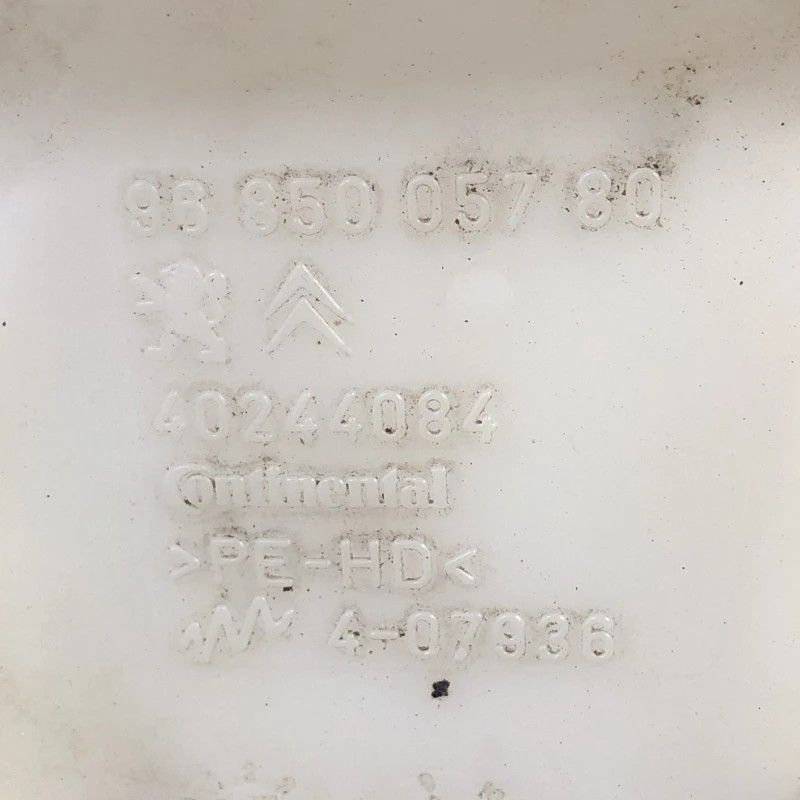 96 850 057 80
40244084
Continental
>PE-HD<
4-07936